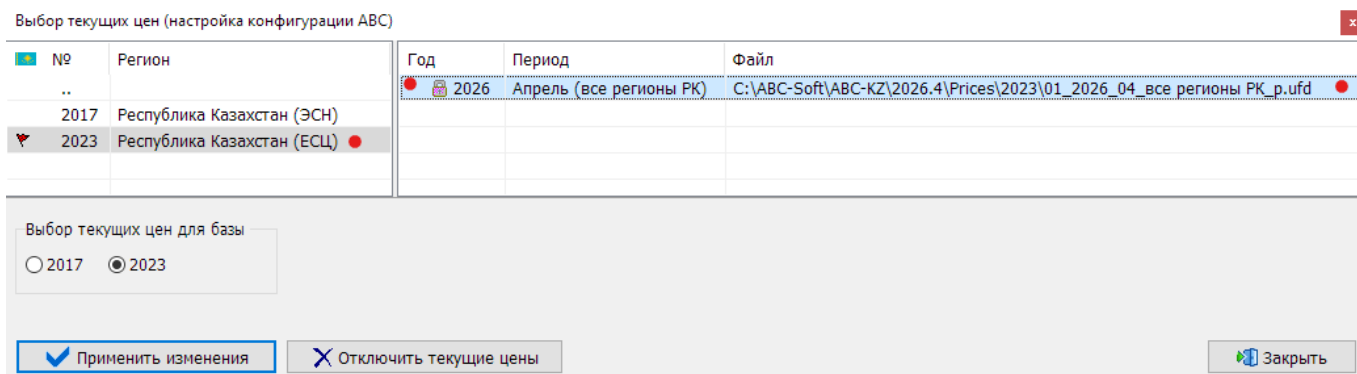 Выбор текущих цен (настройка конфигурации АВС)
x
№ Регион
Год Период Файл
..
2026 Апрель (все регионы РК) C:\ABC-Soft\ABC-KZ\2026.4\Prices\2023\01_2026_04_все регионы РК_p.ufd
2017 Республика Казахстан (ЭСН)
2023 Республика Казахстан (ЕСЦ)
Выбор текущих цен для базы
2017 2023
Применить изменения
Отключить текущие цены
Закрыть